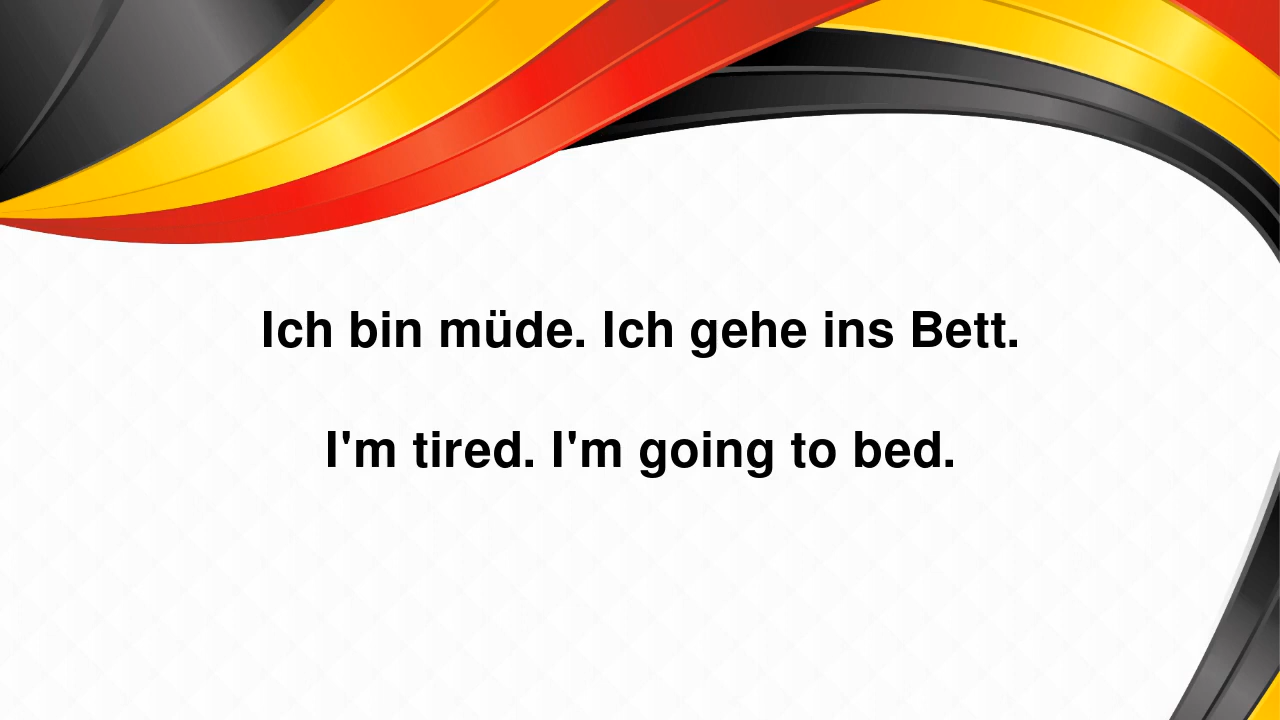 Ich bin müde. Ich gehe ins Bett.
I'm tired. I'm going to bed.